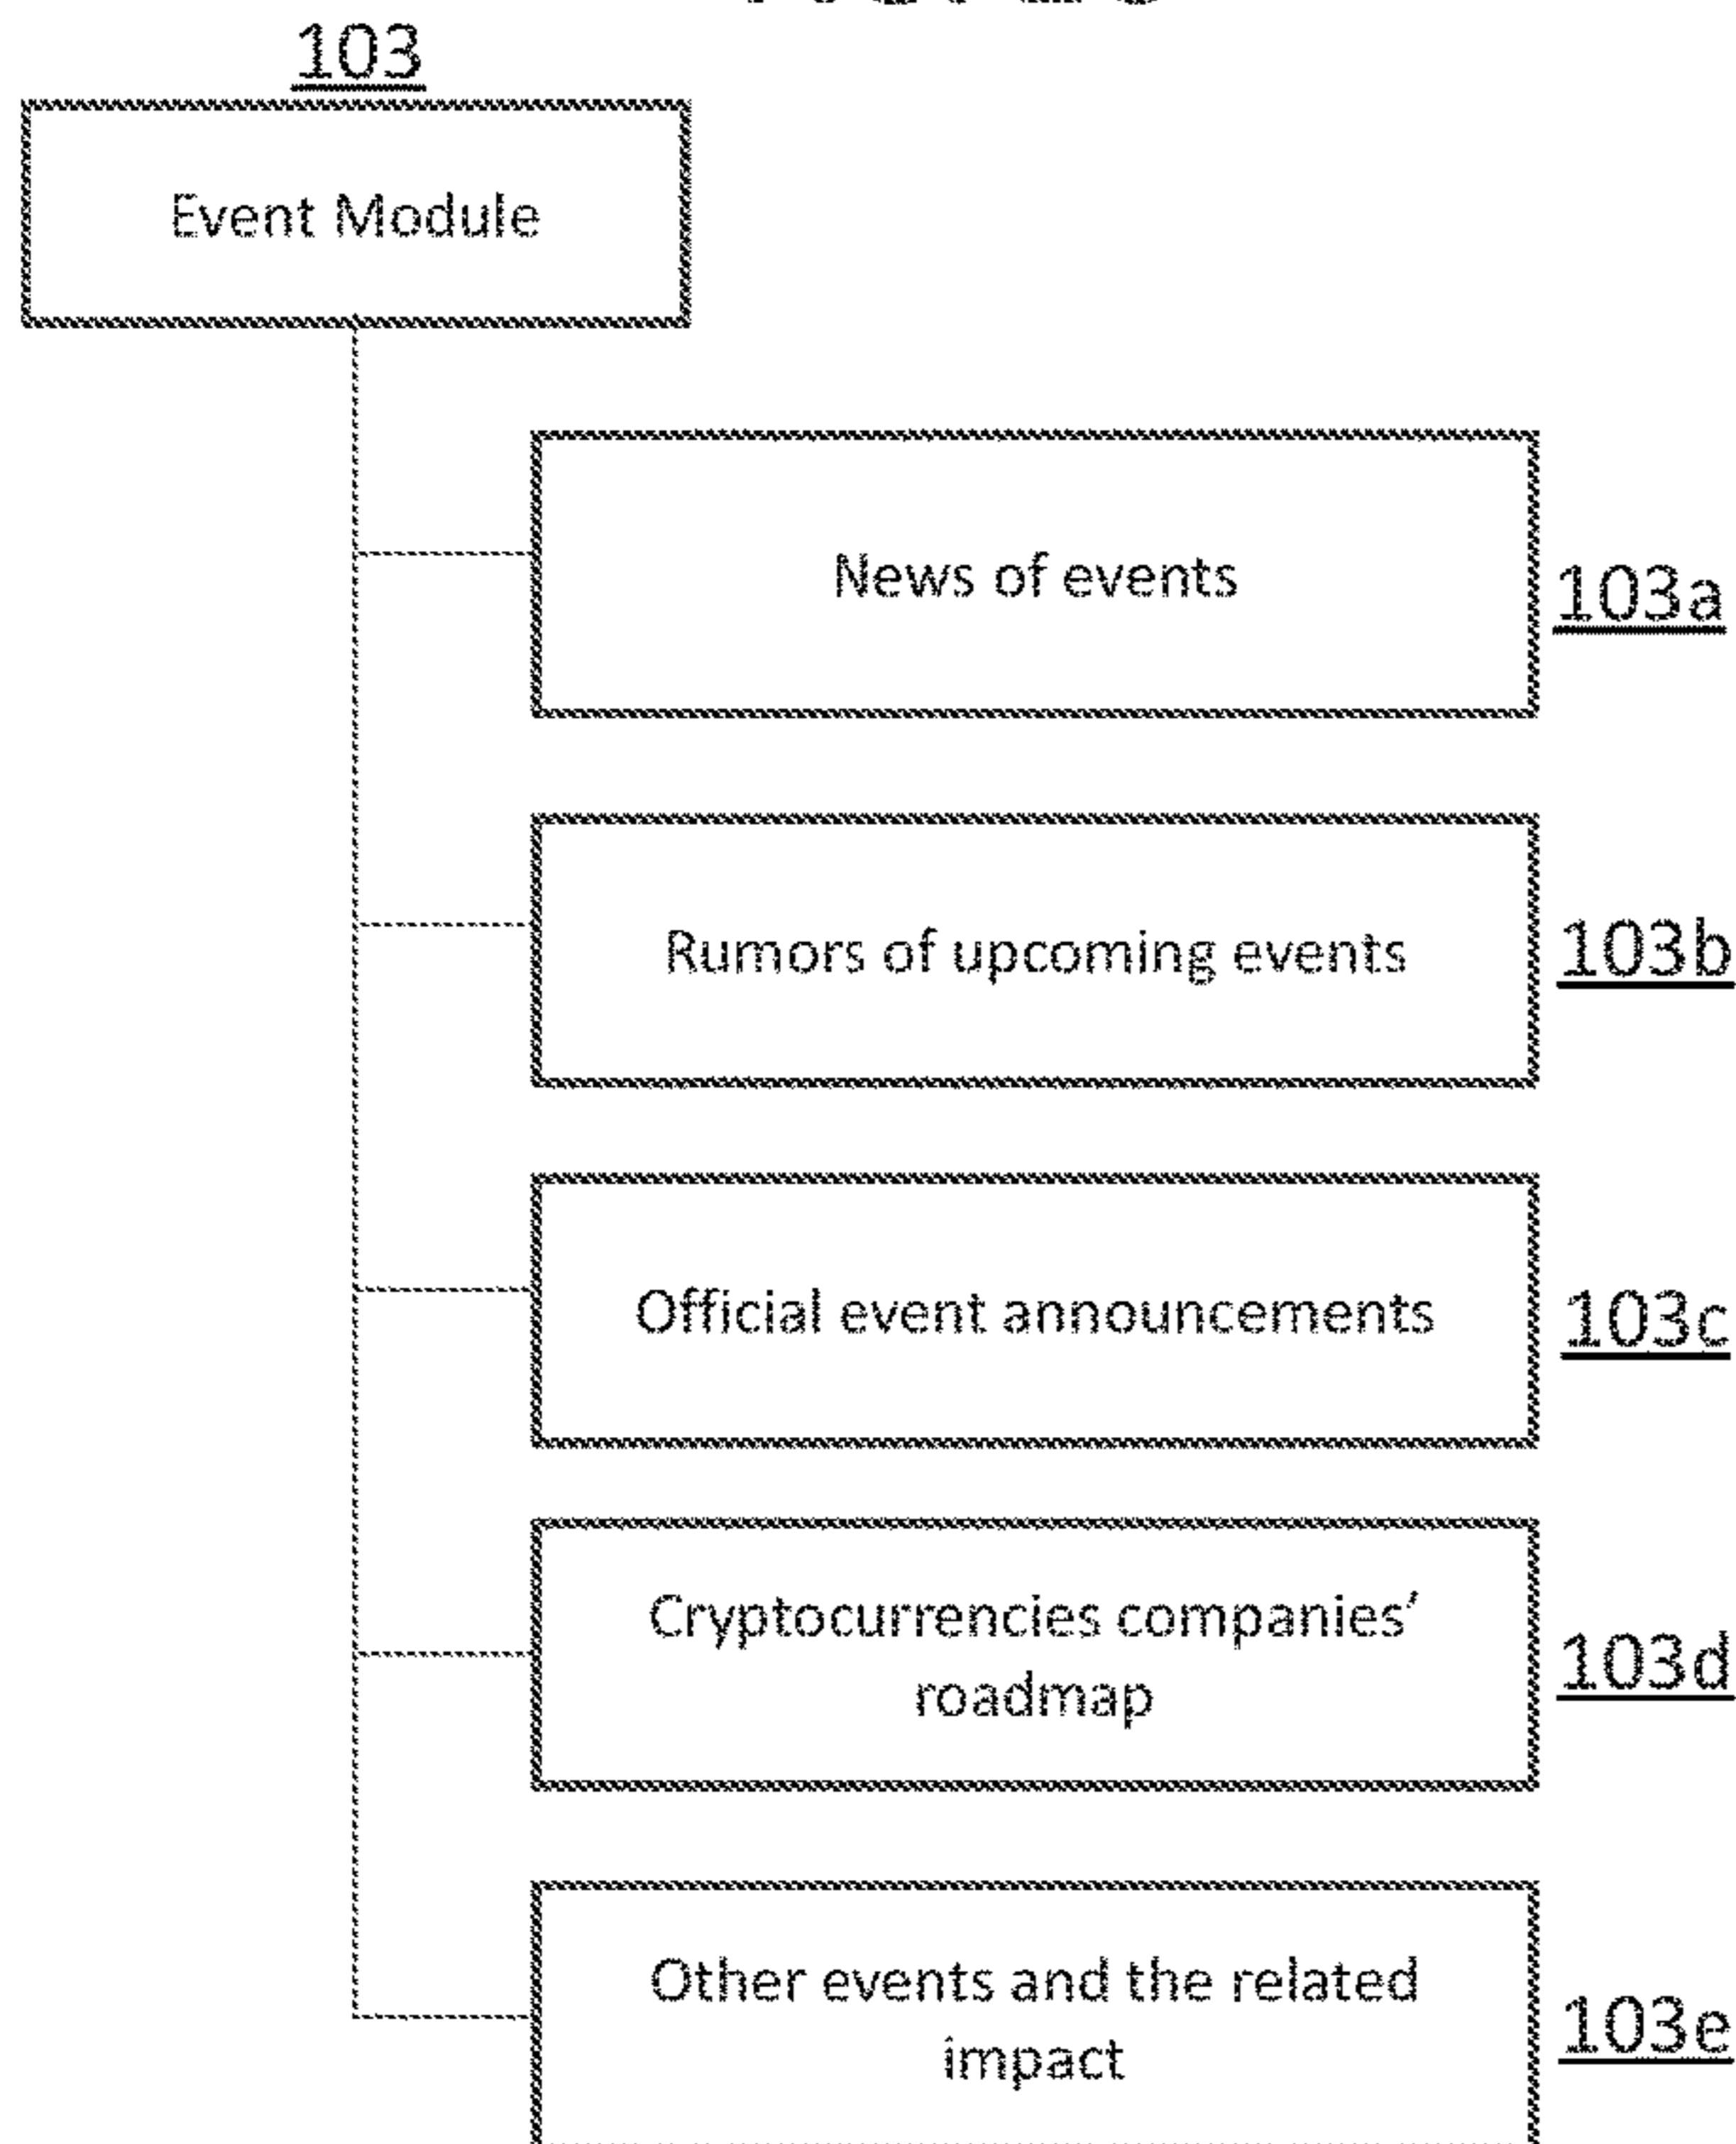 103
Event Module
News of events
103a
Rumors of upcoming events
103b
Official event announcements
103c
Cryptocurrencies companies’
roadmap
103d
Other events and the related
impact
103e